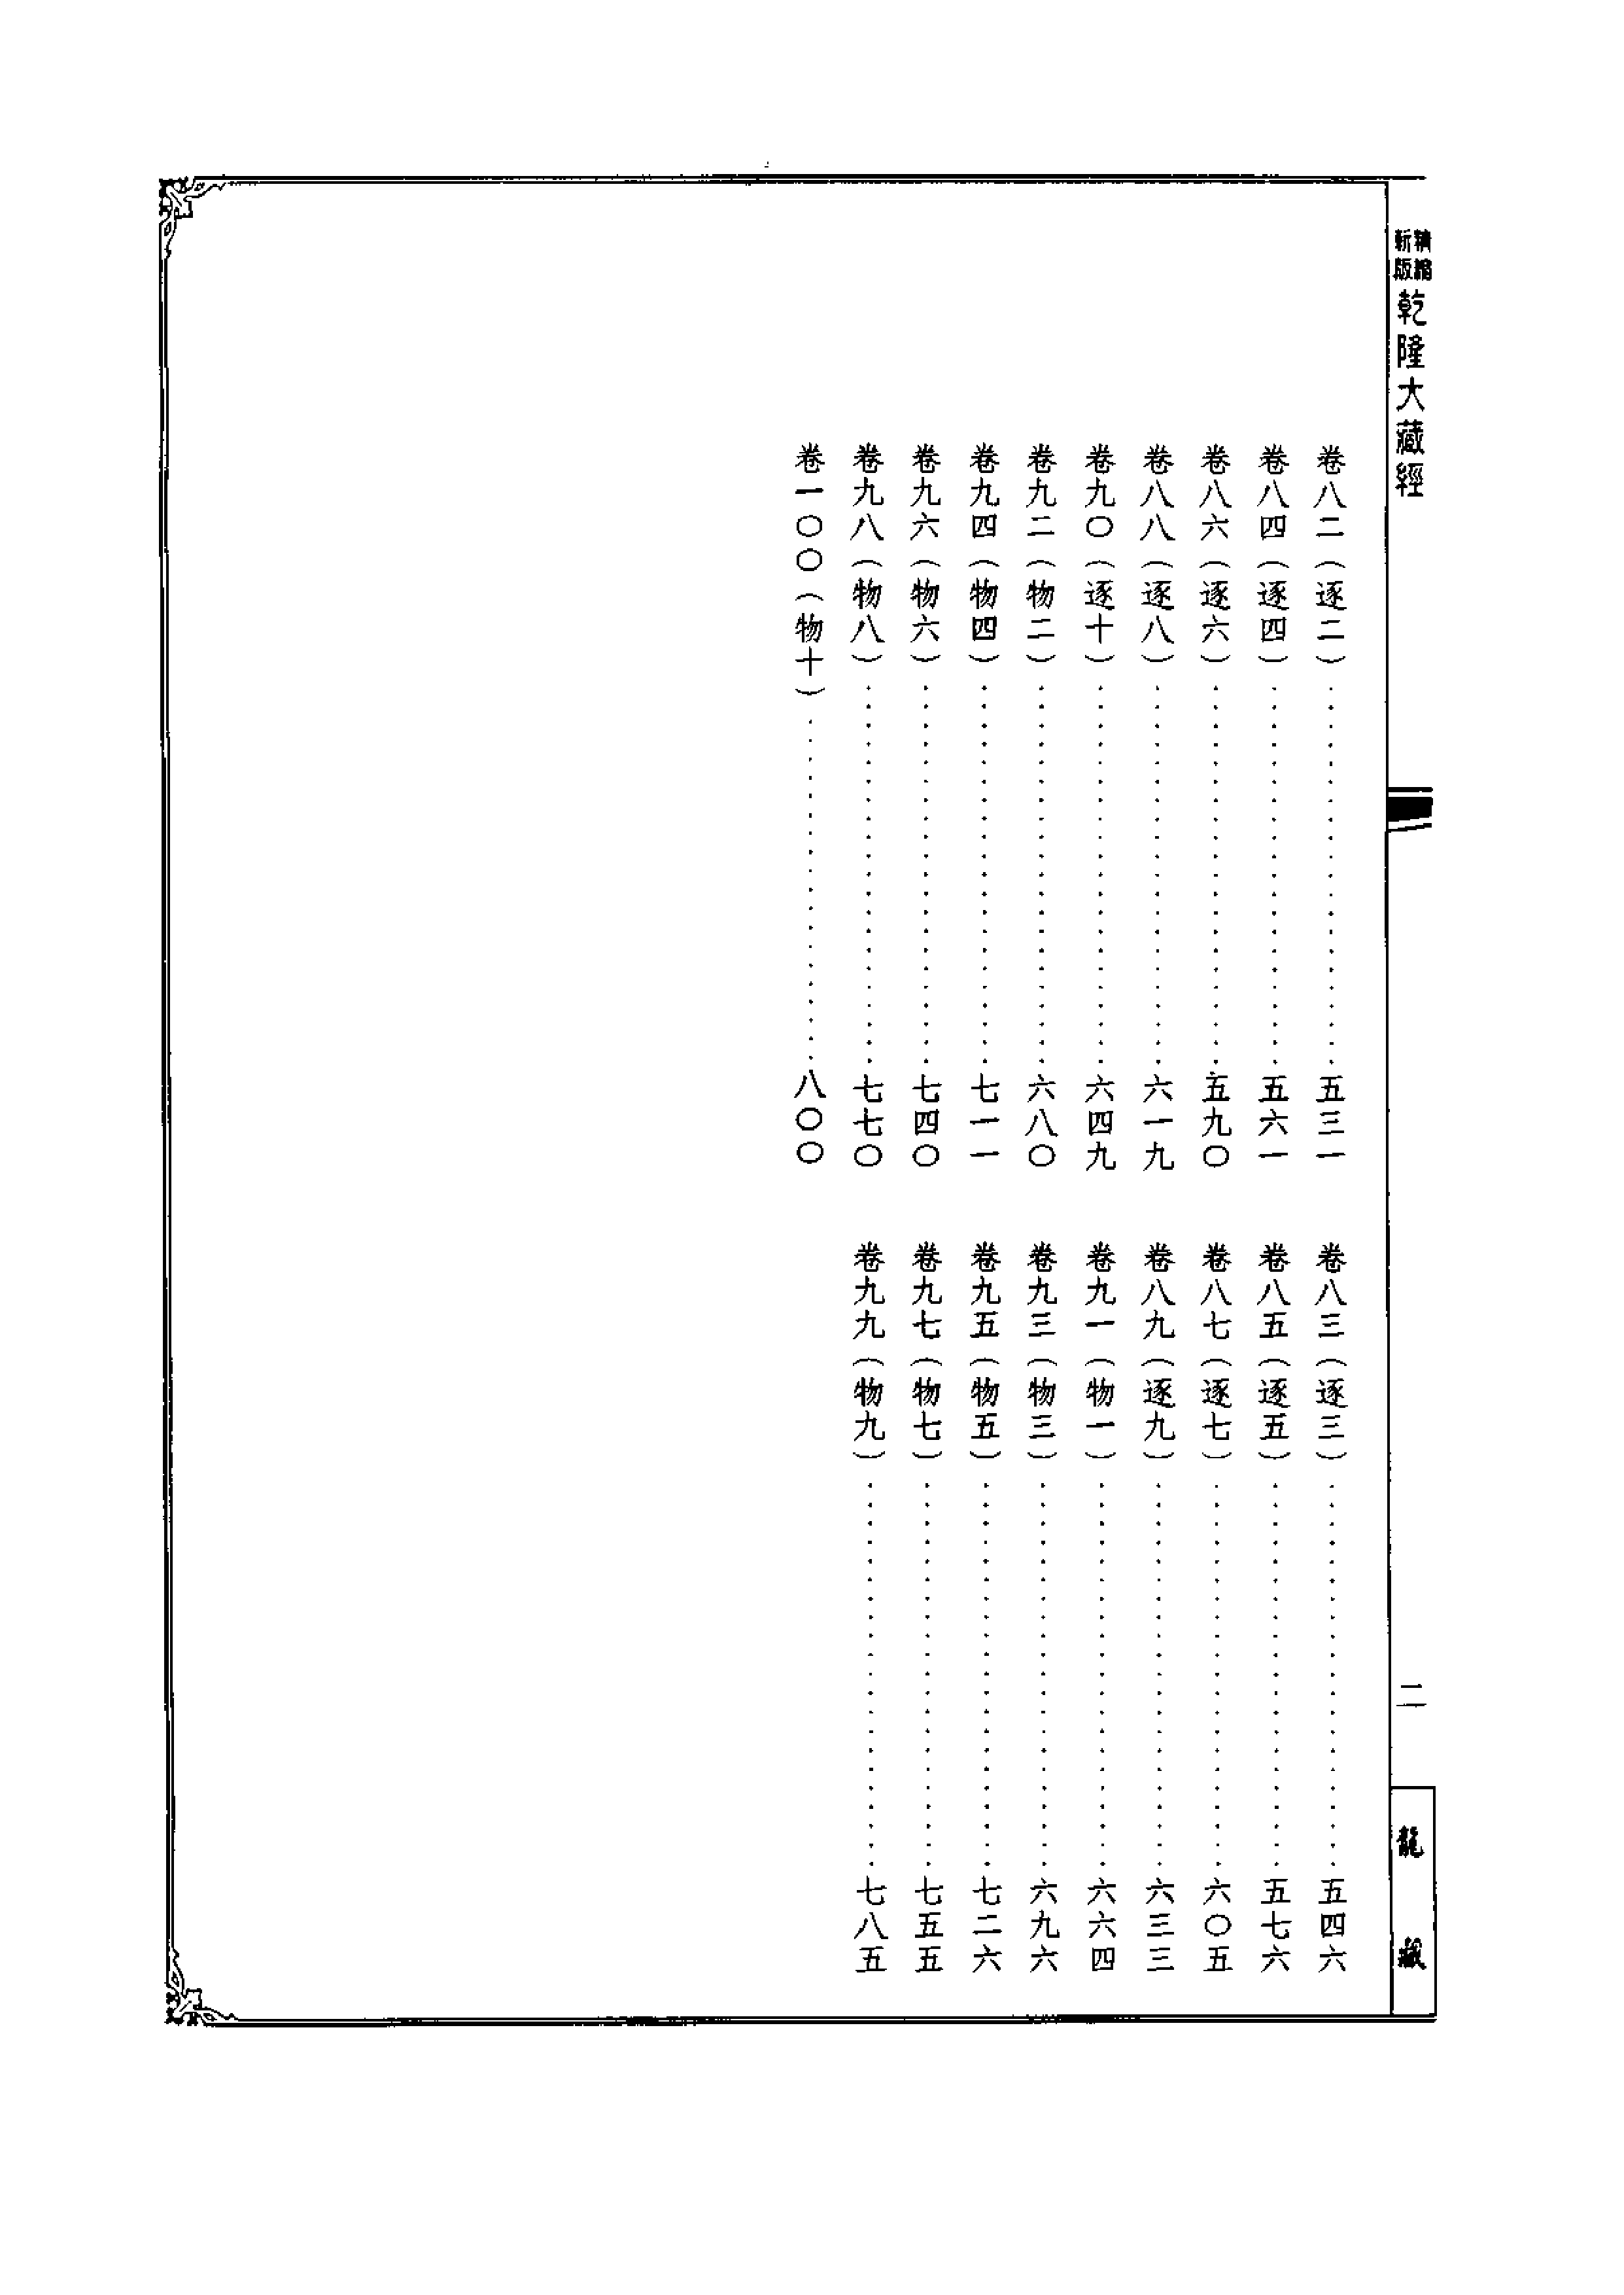 新版
精縮
乾隆大藏經
卷八二（逐二）····················五三一
卷八三（逐三）····················五四六
卷八四（逐四）····················五六一
卷八五（逐五）····················五七六
卷八六（逐六）····················五九〇
卷八七（逐七）····················六〇五
卷八八（逐八）····················六一九
卷八九（逐九）····················六三三
卷九〇（逐十）····················六四九
卷九一（物一）····················六六四
卷九二（物二）····················六八〇
卷九三（物三）····················六九六
卷九四（物四）····················七一一
卷九五（物五）····················七二六
卷九六（物六）····················七四〇
卷九七（物七）····················七五五
卷九八（物八）····················七七〇
卷九九（物九）····················七八五
卷一〇〇（物十）···················八〇〇
二
龍藏